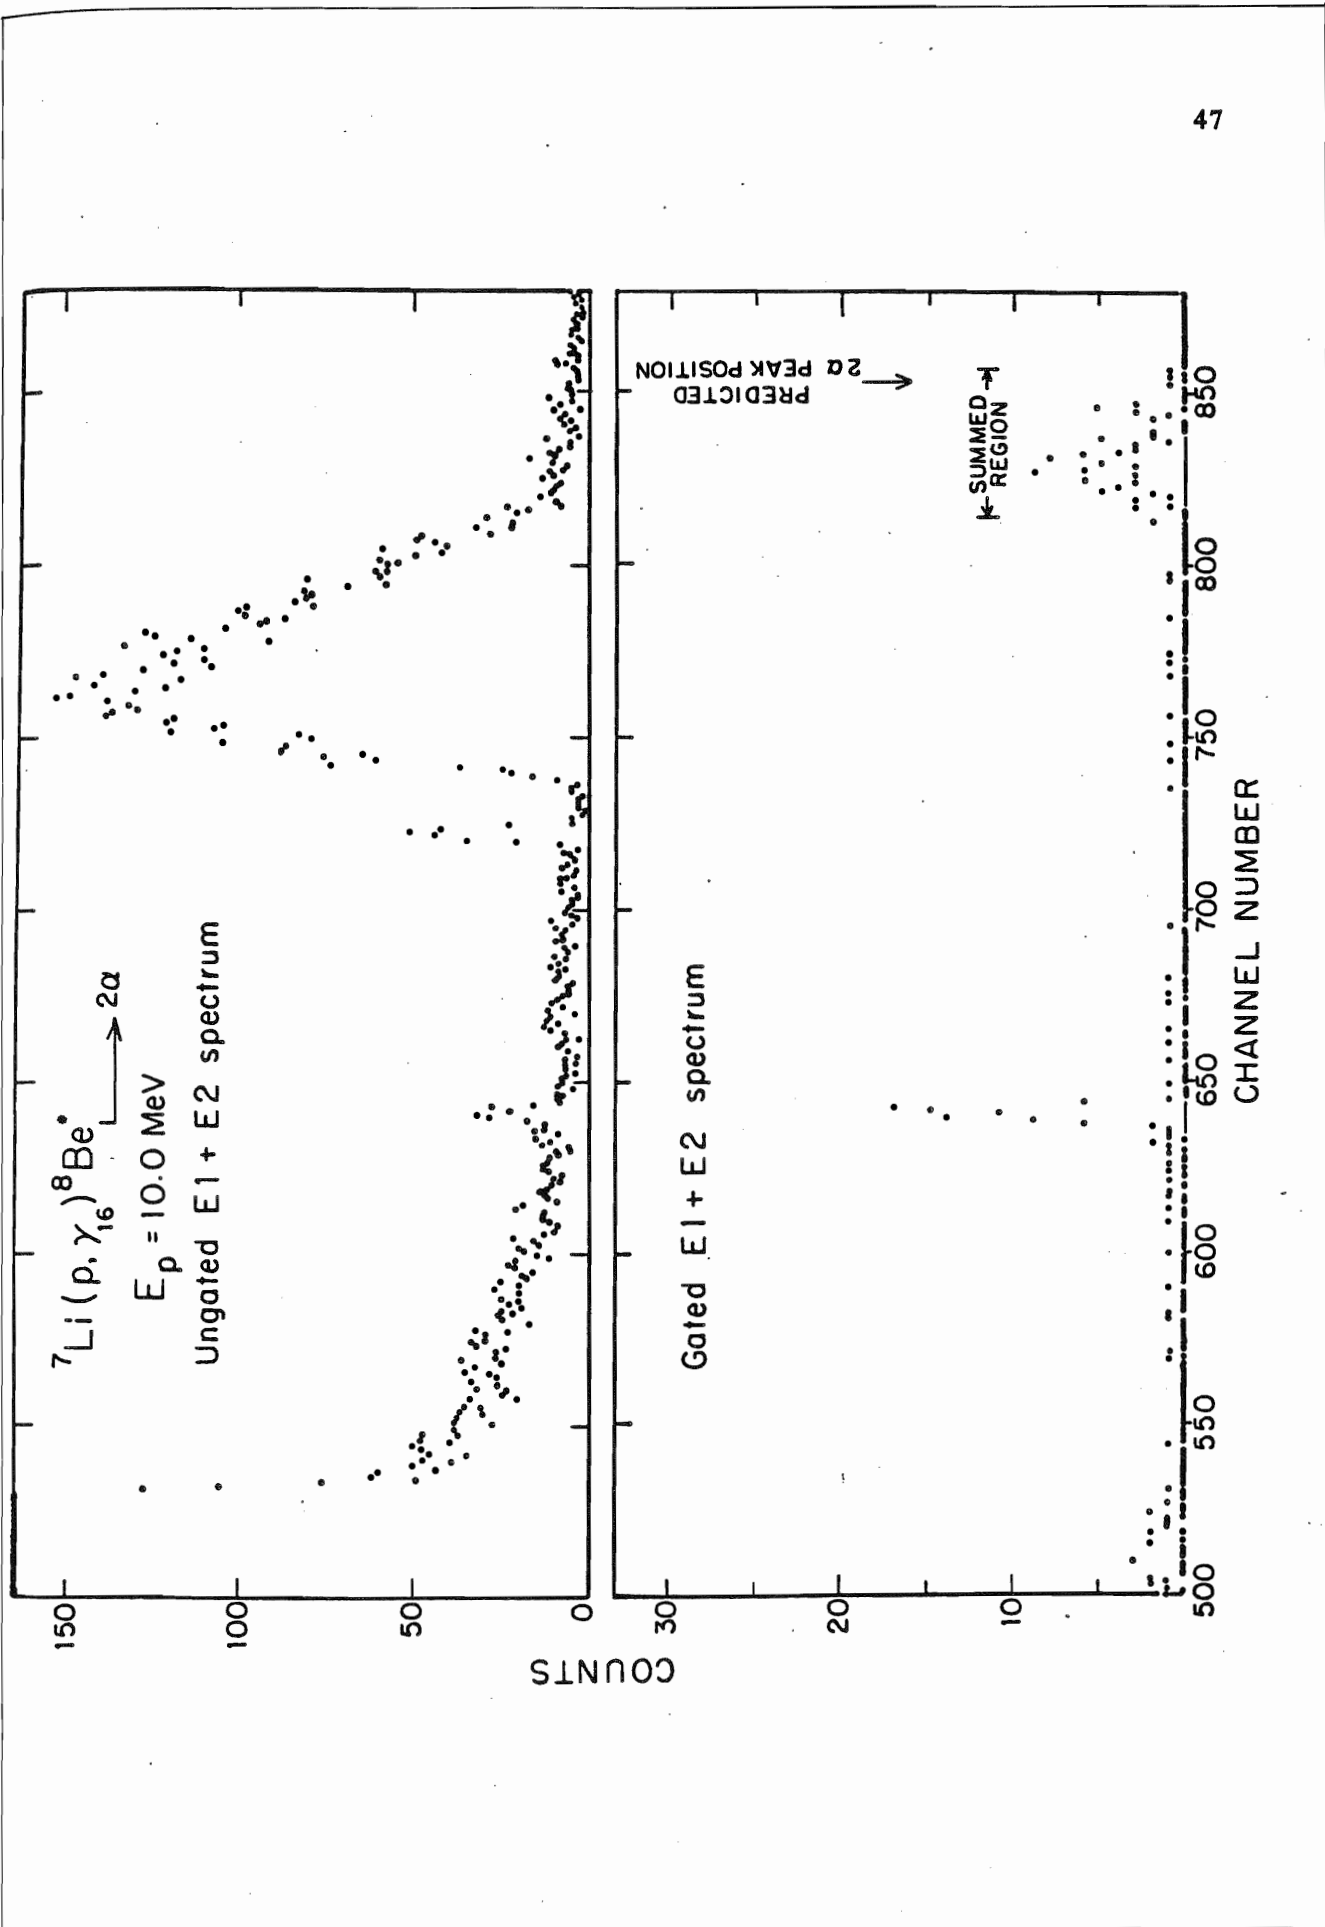 47
⁷Li(p,γ₁₆)⁸Be*
→2α
Eₚ = 10.0 MeV
Ungated E1 + E2 spectrum
150
100
50
0
COUNTS
Gated E1 + E2 spectrum
PREDICTED
2α PEAK POSITION
SUMMED
REGION
30
20
10
500
550
600
650
700
750
800
850
CHANNEL NUMBER